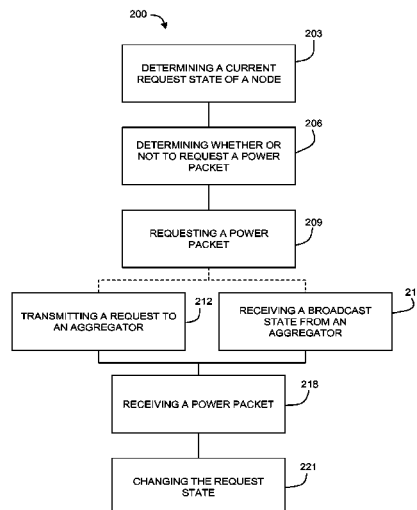 200
203
DETERMINING A CURRENT
REQUEST STATE OF A NODE
206
DETERMINING WHETHER OR
NOT TO REQUEST A POWER
PACKET
209
REQUESTING A POWER
PACKET
212
TRANSMITTING A REQUEST TO
AN AGGREGATOR
21
RECEIVING A BROADCAST
STATE FROM AN
AGGREGATOR
218
RECEIVING A POWER PACKET
221
CHANGING THE REQUEST
STATE